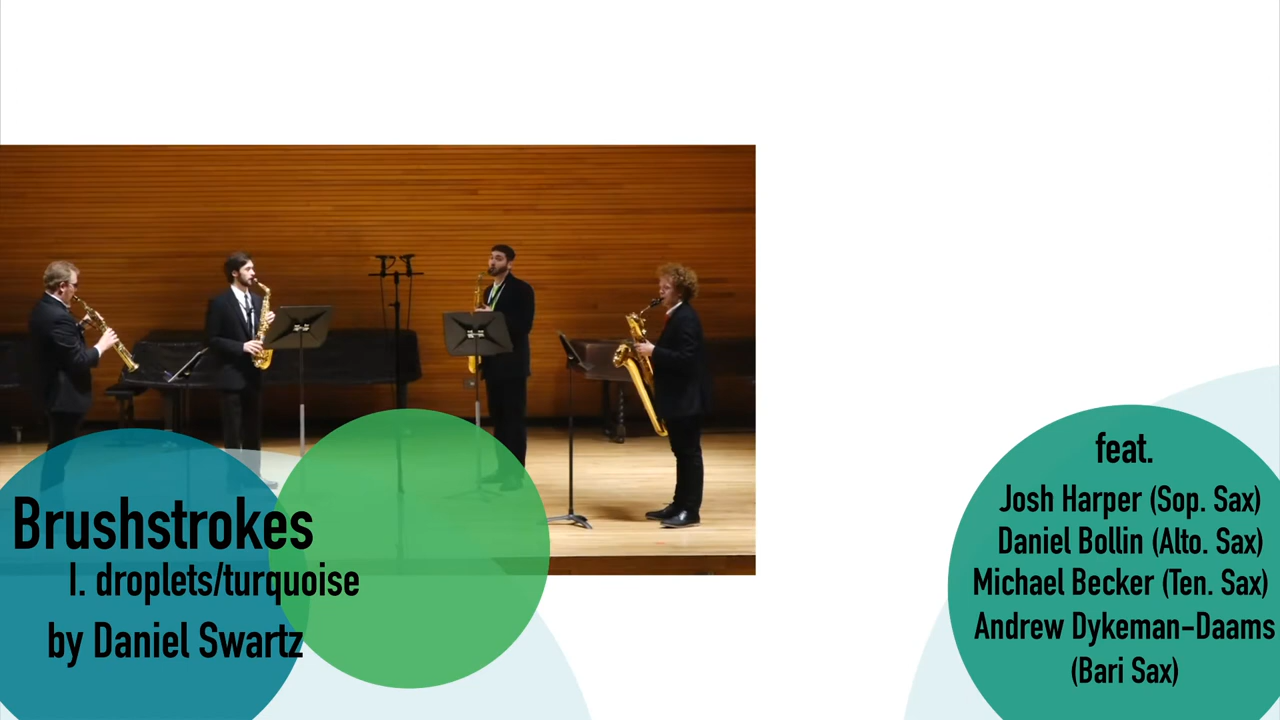 Brushstrokes
I. droplets/turquoise
by Daniel Swartz
feat.
Josh Harper (Sop. Sax)
Daniel Bollin (Alto. Sax)
Michael Becker (Ten. Sax)
Andrew Dykeman-Daams
(Bari Sax)